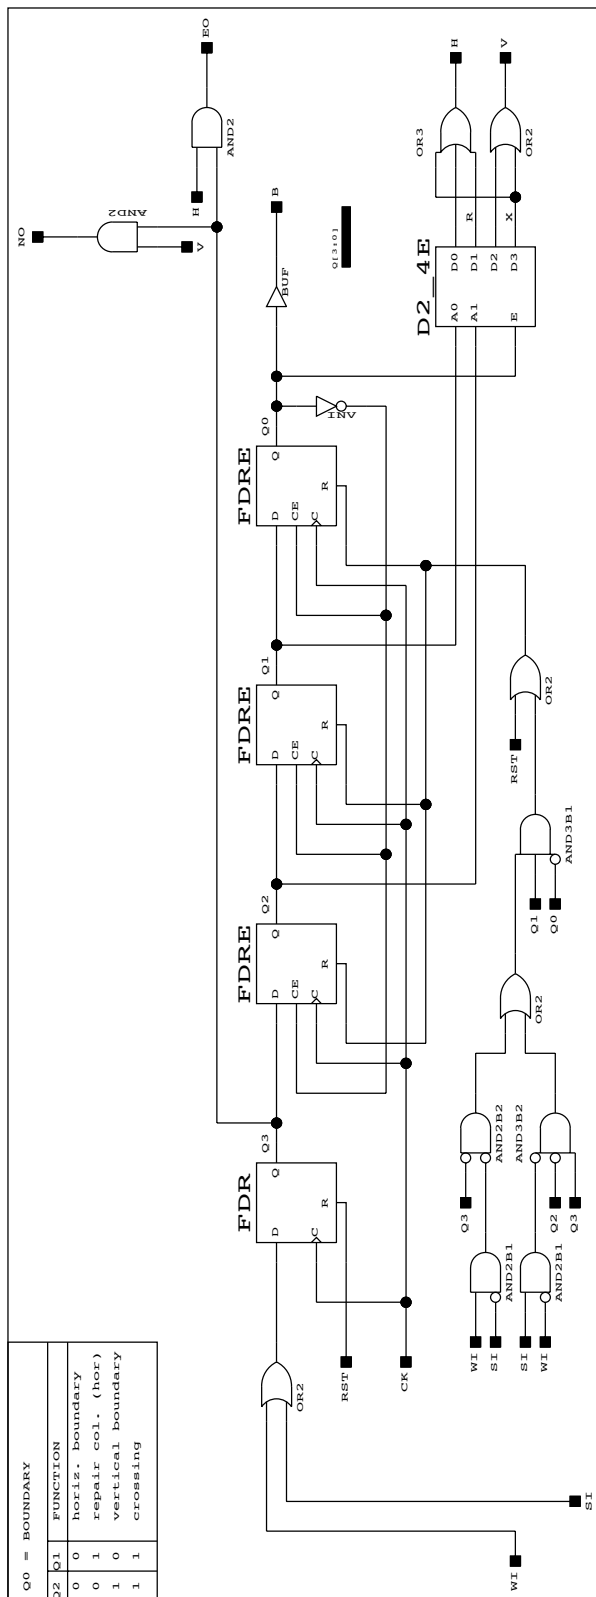 EO
AND2
H
NO
AND2
V
B
Q[3:0]
BUF
H
V
OR3
OR2
R
X
D2_4E
D0
D1
D2
D3
A0
A1
E
INV
Q0
FDRE
Q
R
D
CE
C
Q1
FDRE
Q
R
D
CE
C
OR2
RST
AND3B1
Q1
Q0
Q2
FDRE
Q
R
D
CE
C
OR2
AND2B2
AND3B2
Q3
Q2
Q3
Q3
FDR
Q
R
D
C
AND2B1
AND2B1
WI
SI
SI
WI
RST
CK
OR2
SI
WI
Q0 = BOUNDARY
Q2 Q1 FUNCTION
0 0 horiz. boundary
0 1 repair col. (hor)
1 0 vertical boundary
1 1 crossing